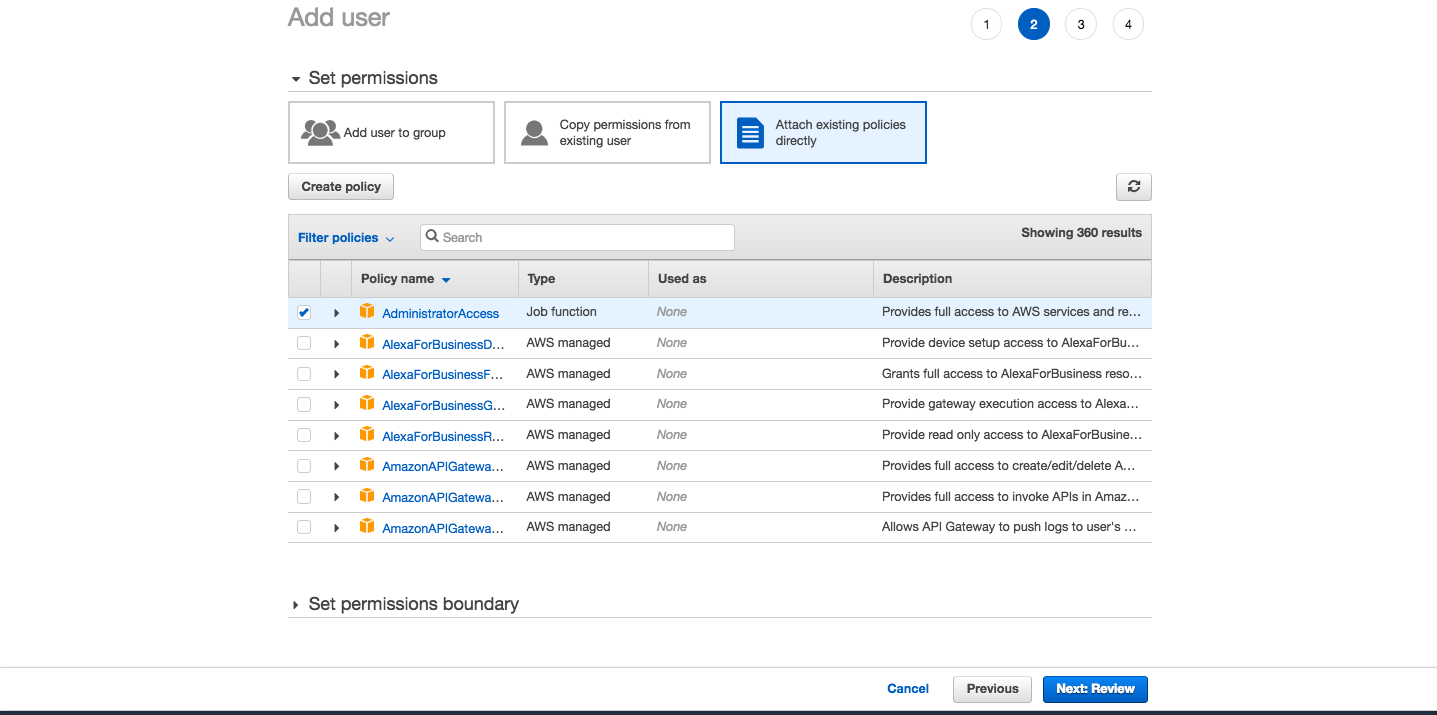 Add user
1 2 3 4
Set permissions
Add user to group
Copy permissions from
existing user
Attach existing policies
directly
Create policy
Filter policies Search Showing 360 results
Policy name Type Used as Description
AdministratorAccess Job function None Provides full access to AWS services and re...
AlexaForBusinessD... AWS managed None Provide device setup access to AlexaForBu...
AlexaForBusinessF... AWS managed None Grants full access to AlexaForBusiness reso...
AlexaForBusinessG... AWS managed None Provide gateway execution access to Alexa...
AlexaForBusinessR... AWS managed None Provide read only access to AlexaForBusine...
AmazonAPIGatewa... AWS managed None Provides full access to create/edit/delete A...
AmazonAPIGatewa... AWS managed None Provides full access to invoke APIs in Amaz...
AmazonAPIGatewa... AWS managed None Allows API Gateway to push logs to user's ...
Set permissions boundary
Cancel Previous Next: Review